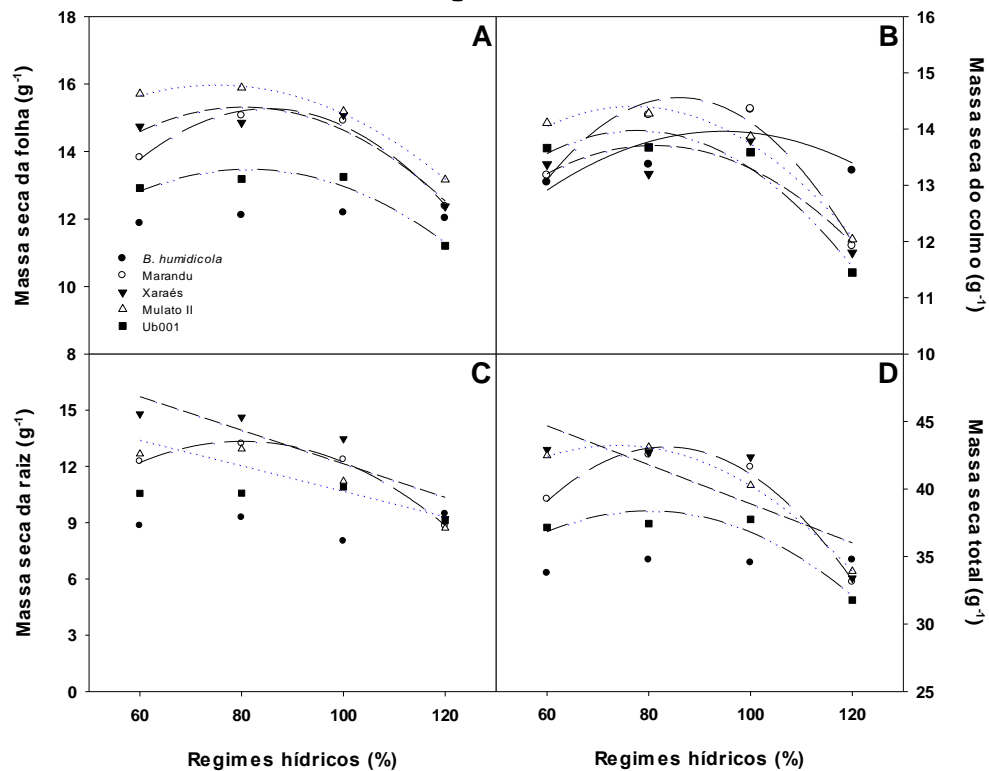 Massa seca da folha (g⁻¹)
18
16
14
12
10
8
A
B. humidicola
Marandu
Xaraés
Mulato II
Ub001
B
16
15
14
13
12
11
10
Massa seca do colmo (g⁻¹)
Massa seca da raiz (g⁻¹)
15
12
9
6
3
0
C
60 80 100 120
Regimes hídricos (%)
D
45
40
35
30
25
Massa seca total (g⁻¹)
60 80 100 120
Regimes hídricos (%)